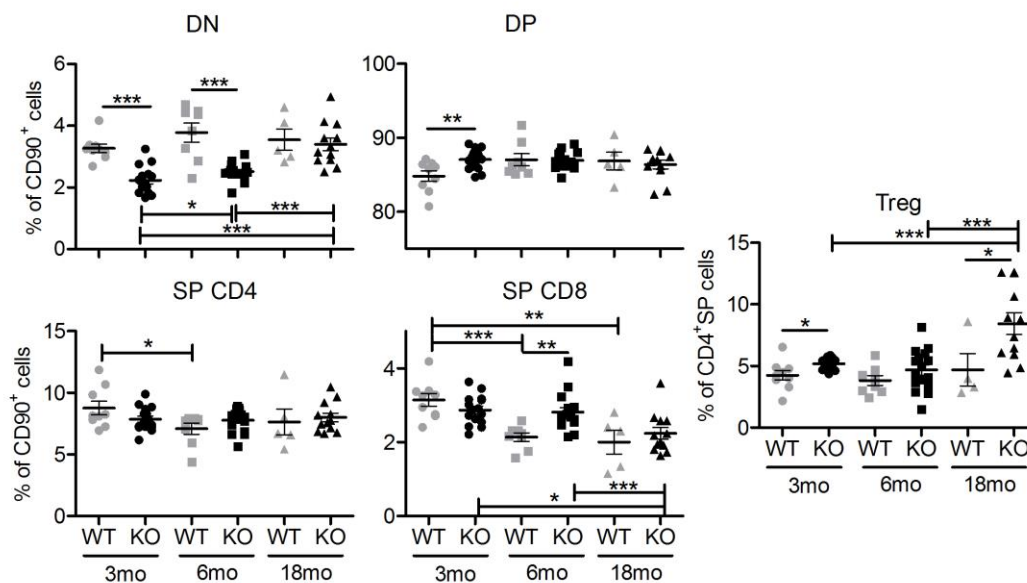 DN
DP
% of CD90+ cells
6
4
2
0
***
***
*
***
***
100
90
80
**
SP CD4
SP CD8
% of CD90+ cells
15
10
5
0
*
4
2
0
**
***
**
***
*
WT KO WT KO WT KO
3mo 6mo 18mo
WT KO WT KO WT KO
3mo 6mo 18mo
Treg
% of CD4+SP cells
15
10
5
0
***
***
*
*
WT KO WT KO WT KO
3mo 6mo 18mo